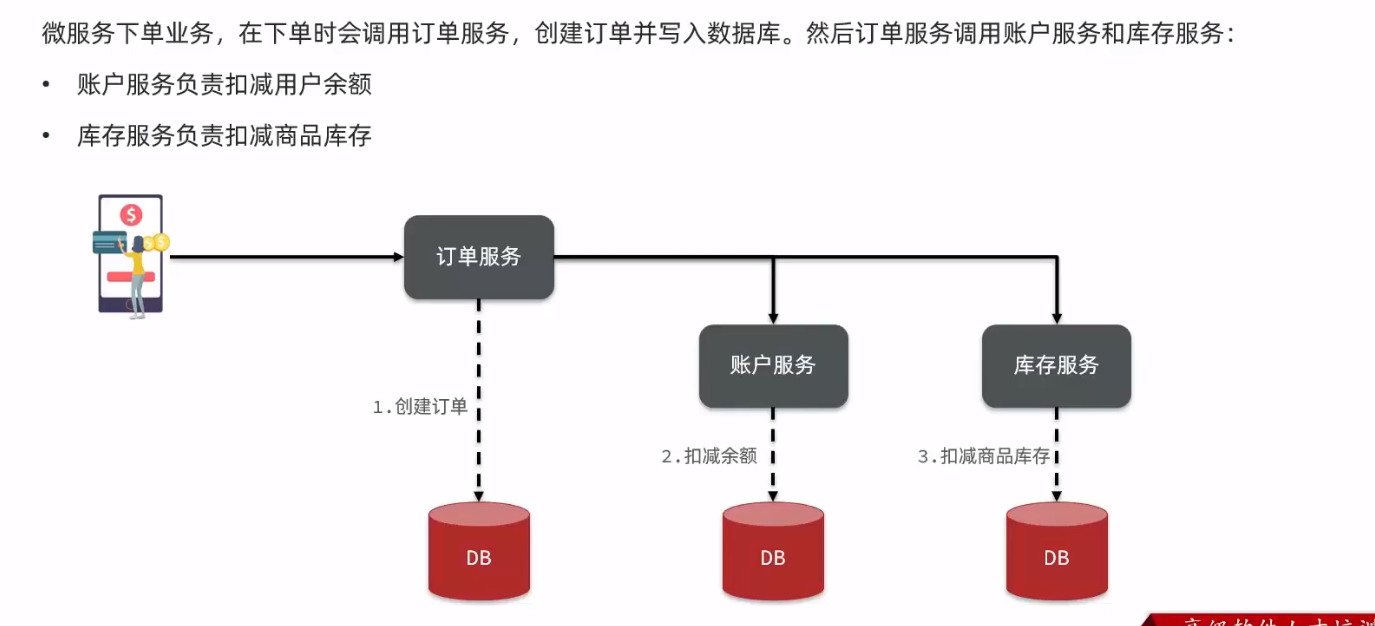 微服务下单业务，在下单时会调用订单服务，创建订单并写入数据库。然后订单服务调用账户服务和库存服务：
• 账户服务负责扣减用户余额
• 库存服务负责扣减商品库存
$
$ $
订单服务
账户服务
库存服务
1.创建订单
2.扣减余额
3.扣减商品库存
DB
DB
DB